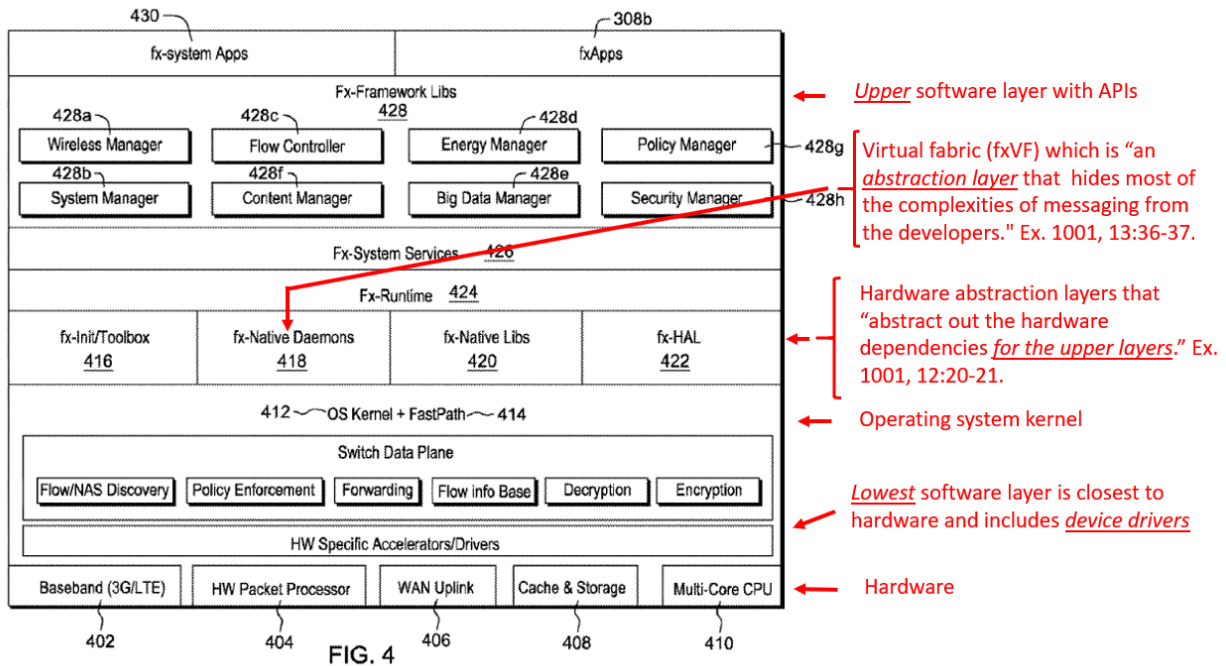 430
308b
fx-system Apps
fxApps
Fx-Framework Libs
428
Upper software layer with APIs
428a
428c
428d
Wireless Manager
Flow Controller
Energy Manager
Policy Manager
428g
428b
428f
428e
System Manager
Content Manager
Big Data Manager
Security Manager
428h
Virtual fabric (fxVF) which is “an
abstraction layer that hides most of
the complexities of messaging from
the developers." Ex. 1001, 13:36-37.
Fx-System Services 426
Fx-Runtime 424
fx-Init/Toolbox
416
fx-Native Daemons
418
fx-Native Libs
420
fx-HAL
422
Hardware abstraction layers that
“abstract out the hardware
dependencies for the upper layers.” Ex.
1001, 12:20-21.
412 OS Kernel + FastPath 414
Operating system kernel
Switch Data Plane
Flow/NAS Discovery
Policy Enforcement
Forwarding
Flow info Base
Decryption
Encryption
Lowest software layer is closest to
hardware and includes device drivers
HW Specific Accelerators/Drivers
Baseband (3G/LTE)
HW Packet Processor
WAN Uplink
Cache & Storage
Multi-Core CPU
Hardware
402
404
406
408
410
FIG. 4